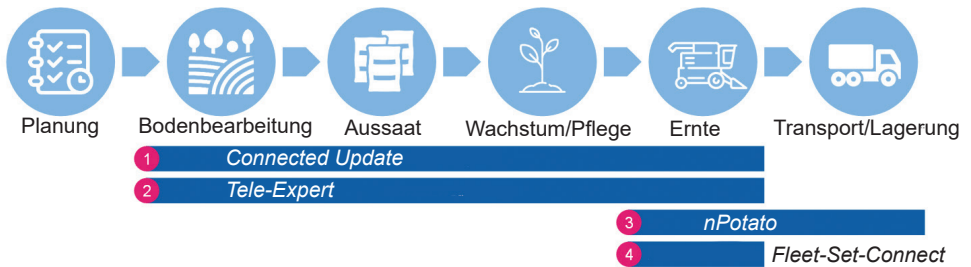 Planung
Bodenbearbeitung
Aussaat
Wachstum/Pflege
Ernte
Transport/Lagerung
1 Connected Update
2 Tele-Expert
3 nPotato
4 Fleet-Set-Connect